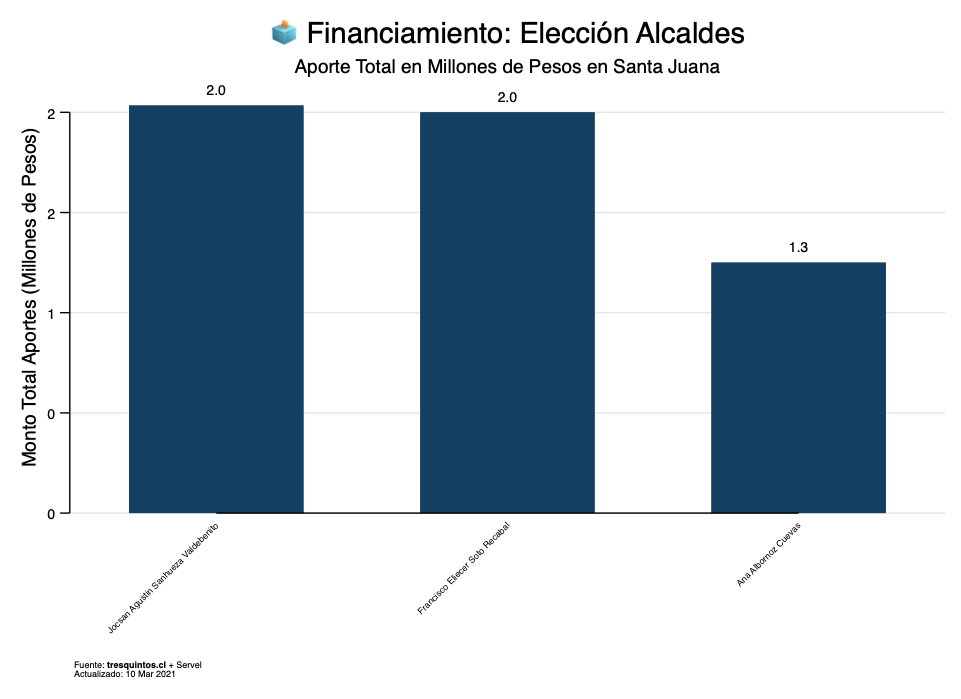 🗳️ Financiamiento: Elección Alcaldes
Aporte Total en Millones de Pesos en Santa Juana
Monto Total Aportes (Millones de Pesos)
2
2
1
0
0
2.0
2.0
1.3
Jocsan Agustin Sanhueza Valdebenito
Francisco Eliecer Soto Recabal
Ana Albornoz Cuevas
Fuente: tresquintos.cl + Servel
Actualizado: 10 Mar 2021